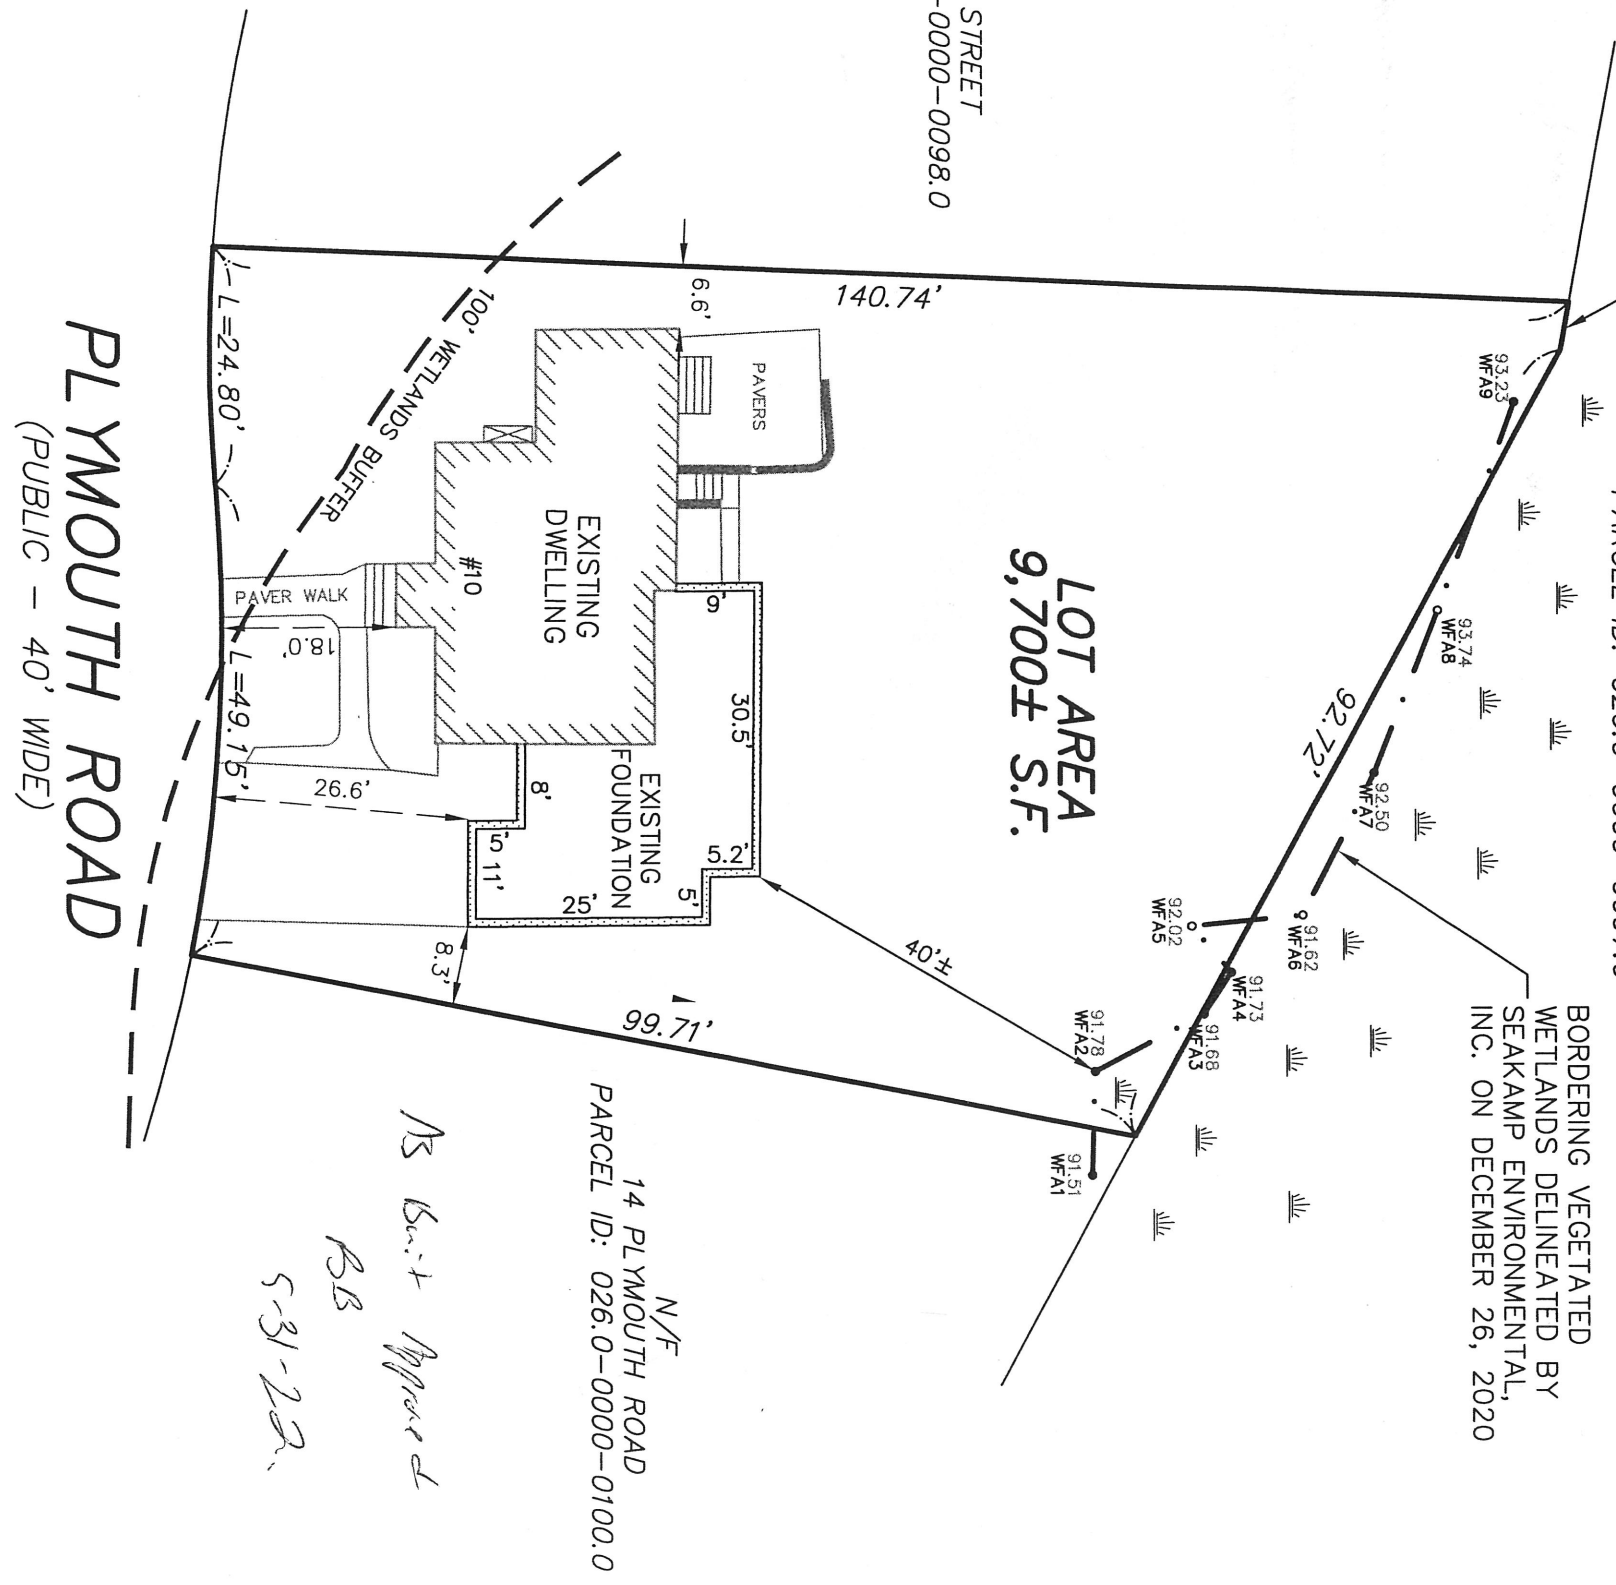 STREET
-0000-0098.0
BORDERING VEGETATED
WETLANDS DELINEATED BY
SEAKAMP ENVIRONMENTAL,
INC. ON DECEMBER 26, 2020
93.23
WFA9
93.74
WFA8
92.50
WFA7
91.62
WFA6
92.02
WFA5
91.73
WFA4
91.68
WFA3
91.78
WFA2
91.51
WFA1
92.72'
140.74'
LOT AREA
9,700± S.F.
40'±
6.6'
PAVERS
100' WETLANDS BUFFER
EXISTING
DWELLING
#10
9'
30.5'
5.2'
5'
25'
EXISTING
FOUNDATION
8'
5'
11'
8.3'
99.71'
26.6'
18.0'
PAVER WALK
L=24.80'
L=49.15'
PLYMOUTH ROAD
(PUBLIC - 40' WIDE)
N/F
14 PLYMOUTH ROAD
PARCEL ID: 026.0-0000-0100.0
As Built Approved
BB
5-31-22